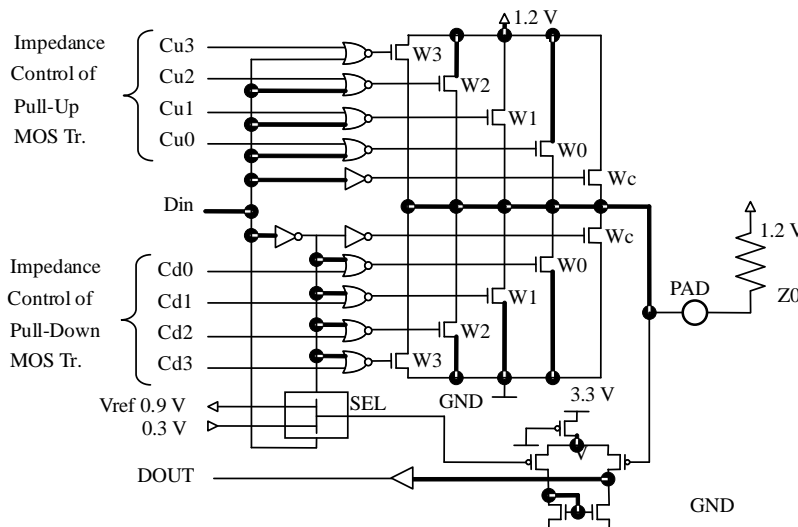 Impedance
Control of
Pull-Up
MOS Tr.
Cu3
Cu2
Cu1
Cu0
1.2 V
W3
W2
W1
W0
Wc
Din
Wc
W0
W1
W2
W3
Impedance
Control of
Pull-Down
MOS Tr.
Cd0
Cd1
Cd2
Cd3
1.2 V
PAD
Z0
Vref 0.9 V
0.3 V
SEL
GND
3.3 V
DOUT
GND